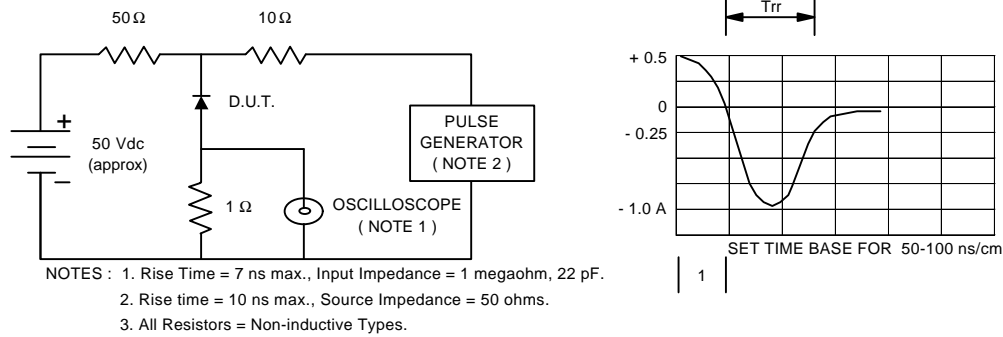 50 Ω
10 Ω
Trr
+ 0.5
0
- 0.25
- 1.0 A
D.U.T.
+
50 Vdc
(approx)
−
PULSE
GENERATOR
( NOTE 2 )
1 Ω
OSCILLOSCOPE
( NOTE 1 )
SET TIME BASE FOR 50-100 ns/cm
1
NOTES : 1. Rise Time = 7 ns max., Input Impedance = 1 megaohm, 22 pF.
2. Rise time = 10 ns max., Source Impedance = 50 ohms.
3. All Resistors = Non-inductive Types.